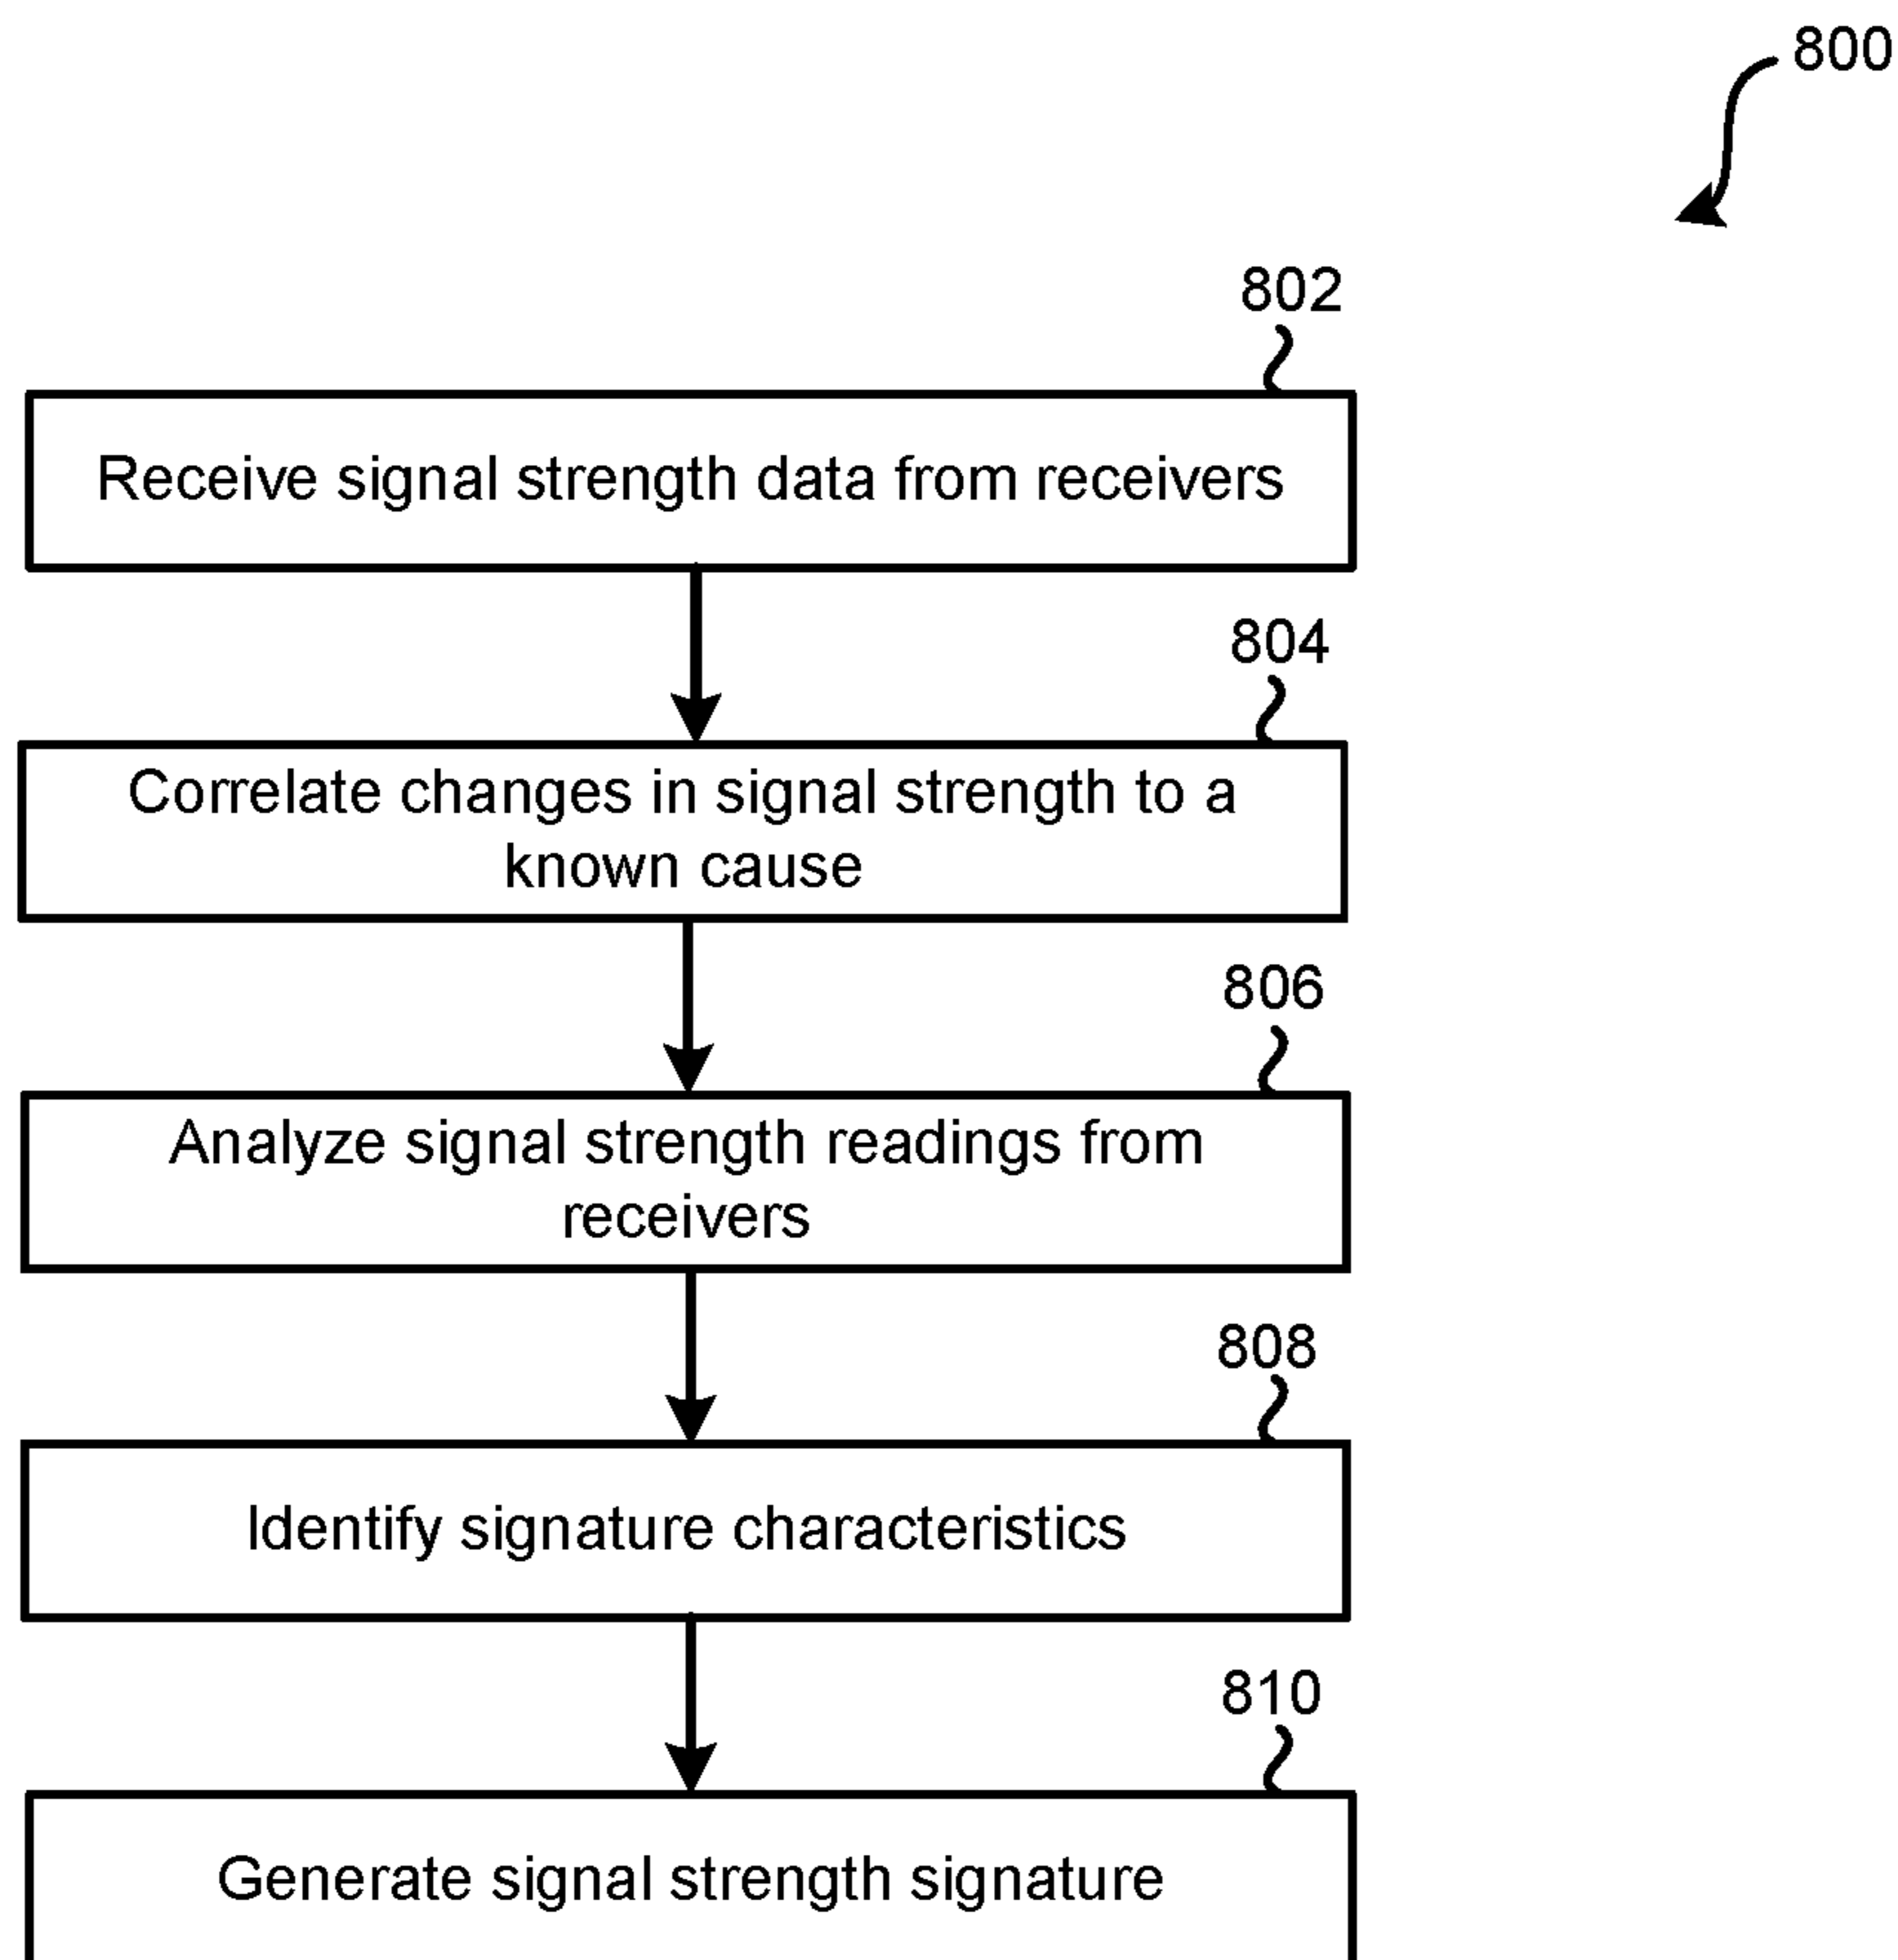 800
802
Receive signal strength data from receivers
804
Correlate changes in signal strength to a
known cause
806
Analyze signal strength readings from
receivers
808
Identify signature characteristics
810
Generate signal strength signature